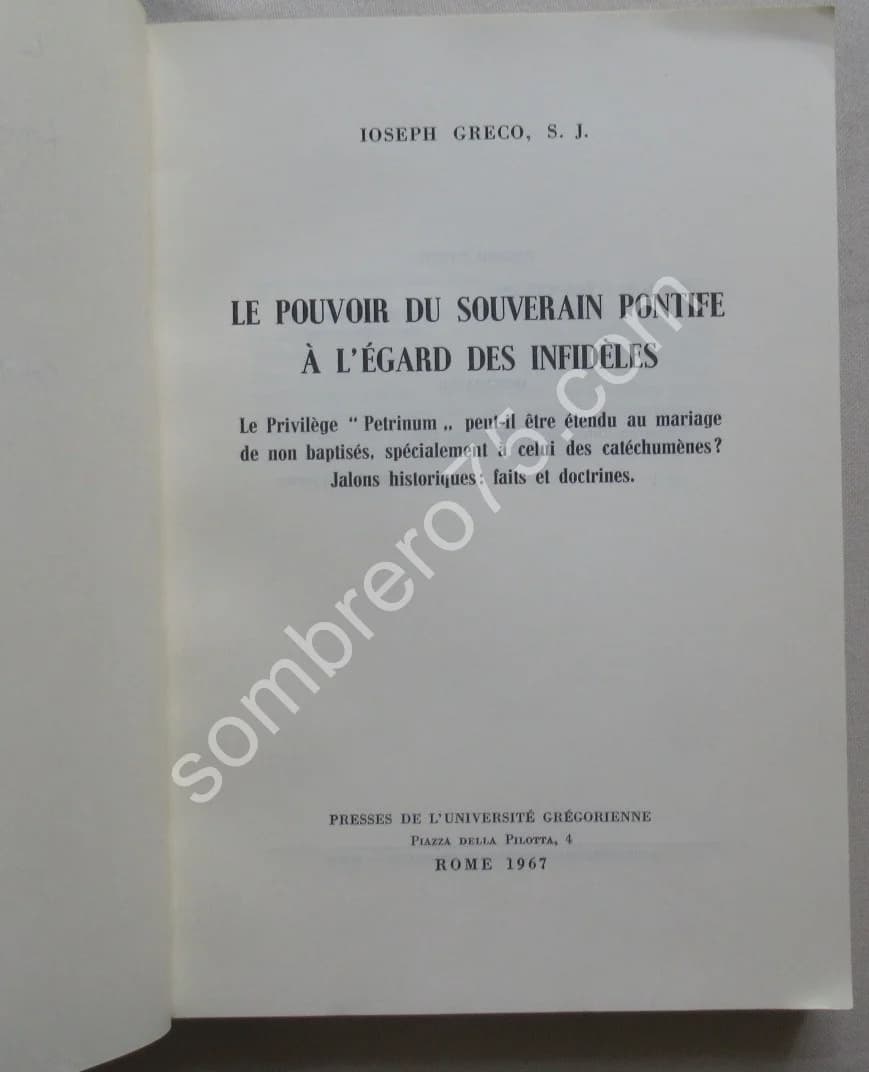 IOSEPH GRECO, S. J.
LE POUVOIR DU SOUVERAIN PONTIFE
À L'ÉGARD DES INFIDÈLES
Le Privilège “ Petrinum „ peut-il être étendu au mariage
de non baptisés, spécialement à celui des catéchumènes?
Jalons historiques: faits et doctrines.
sombrero75.com
PRESSES DE L'UNIVERSITÉ GRÉGORIENNE
PIAZZA DELLA PILOTTA, 4
ROME 1967